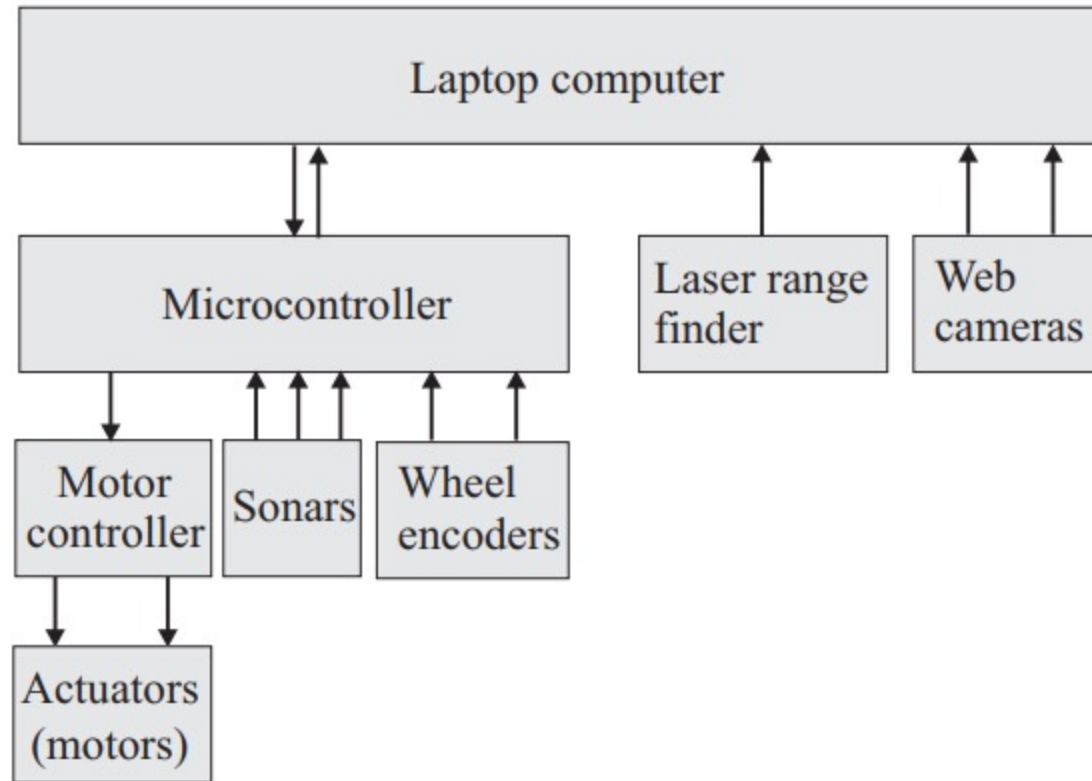 Laptop computer
Microcontroller
Laser range
finder
Web
cameras
Motor
controller
Sonars
Wheel
encoders
Actuators
(motors)